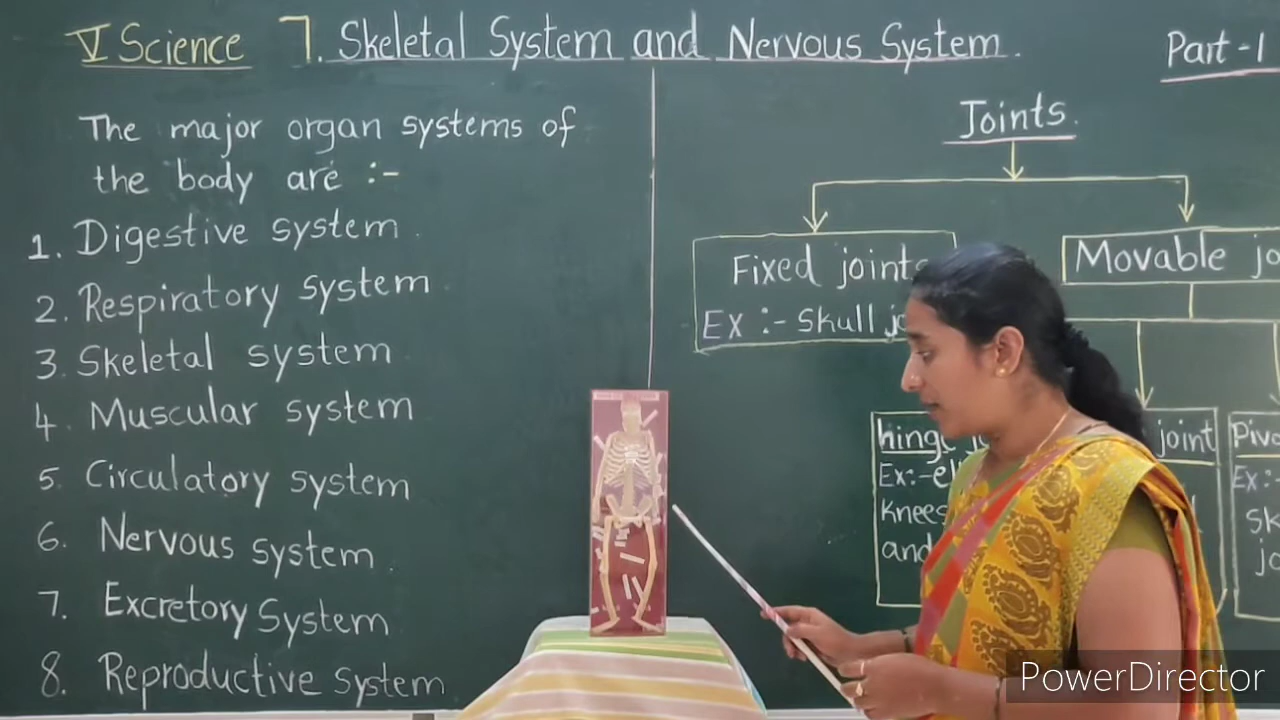 V Science 7. Skeletal System and Nervous System. Part-1
The major organ systems of
the body are :-
1. Digestive system.
2. Respiratory system
3. Skeletal system
4. Muscular system
5. Circulatory system
6. Nervous system.
7. Excretory System
8. Reproductive system
Joints.
Fixed joints
Ex :- Skull
Movable
hinge
Ex:-
Knees
and
joint
Ex:-
PowerDirector